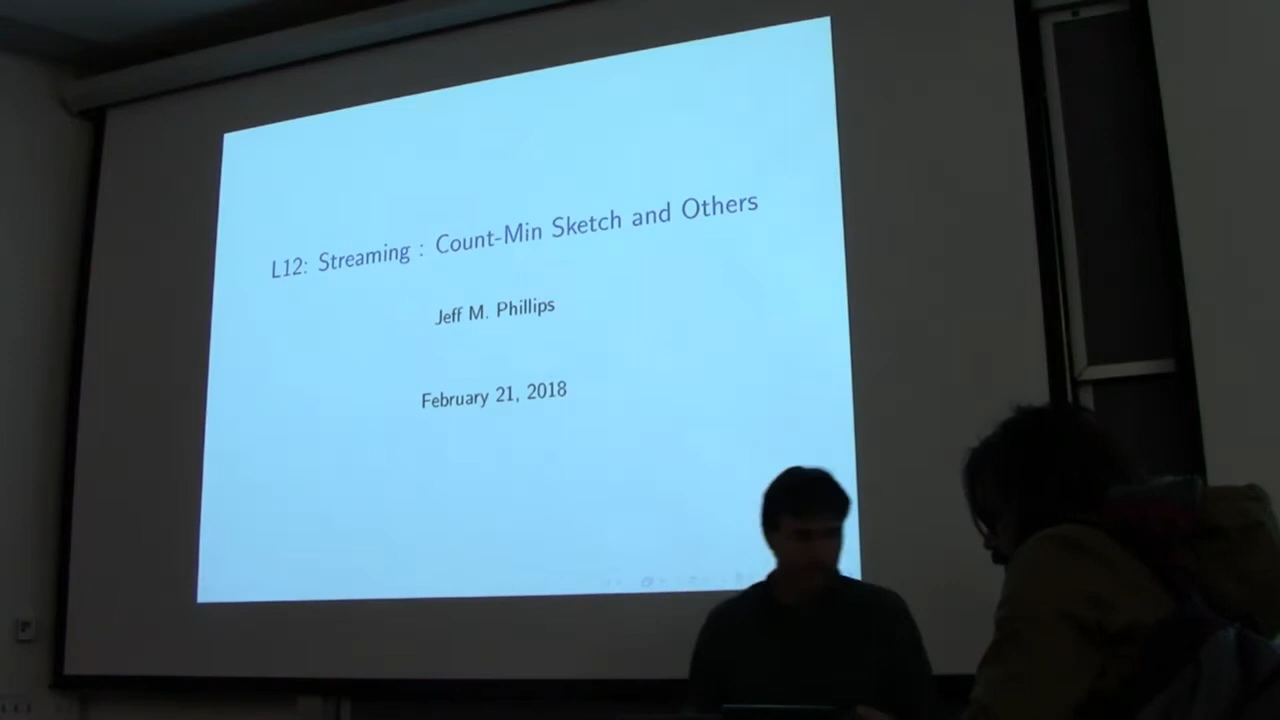 L12: Streaming : Count-Min Sketch and Others
Jeff M. Phillips
February 21, 2018